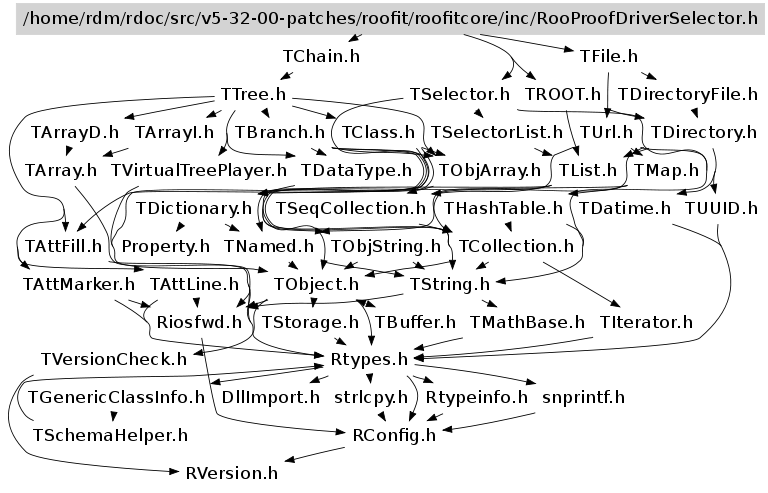 /home/rdm/rdoc/src/v5-32-00-patches/roofit/roofitcore/inc/RooProofDriverSelector.h
TChain.h TFile.h
TTree.h TSelector.h TROOT.h TDirectoryFile.h
TArrayD.h TArrayI.h TBranch.h TClass.h TSelectorList.h TUrl.h TDirectory.h
TArray.h TVirtualTreePlayer.h TDataType.h TObjArray.h TList.h TMap.h
TDictionary.h TSeqCollection.h THashTable.h TDatime.h TUUID.h
TAttFill.h Property.h TNamed.h TObjString.h TCollection.h
TAttMarker.h TAttLine.h TObject.h TString.h
Riosfwd.h TStorage.h TBuffer.h TMathBase.h TIterator.h
TVersionCheck.h Rtypes.h
TGenericClassInfo.h DllImport.h strlcpy.h Rtypeinfo.h snprintf.h
TSchemaHelper.h RConfig.h
RVersion.h